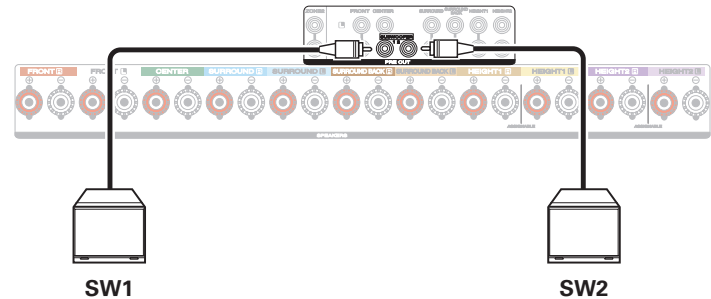 ZONE2 FRONT CENTER SURROUND SURROUND BACK HEIGHT1 HEIGHT2
SUBWOOFER
1 2
PRE OUT
FRONT R FRONT L CENTER SURROUND R SURROUND L SURROUND BACK R SURROUND BACK L HEIGHT1 R HEIGHT1 L HEIGHT2 R HEIGHT2 L
ASSIGNABLE ASSIGNABLE
SPEAKERS
SW1 SW2